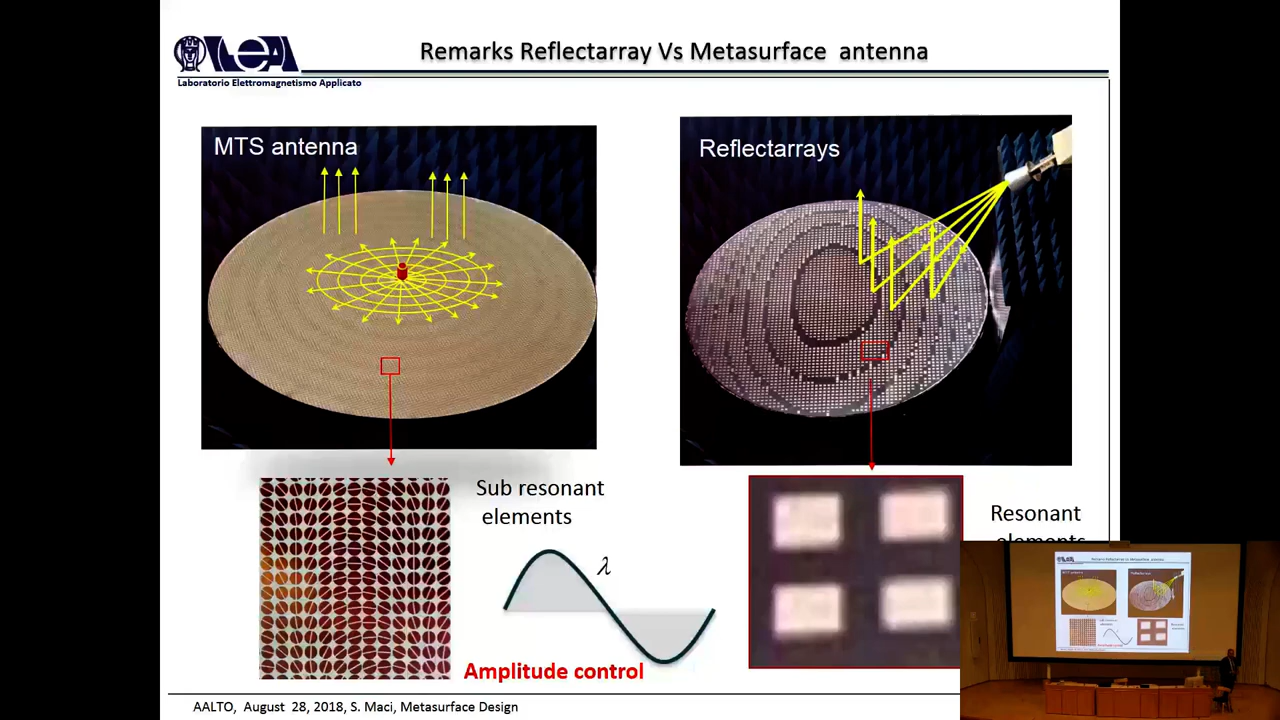 LEA
Laboratorio Elettromagnetismo Applicato
Remarks Reflectarray Vs Metasurface antenna
MTS antenna
Reflectarrays
Sub resonant
elements
λ
Amplitude control
Resonant
elements
AALTO, August 28, 2018, S. Maci, Metasurface Design